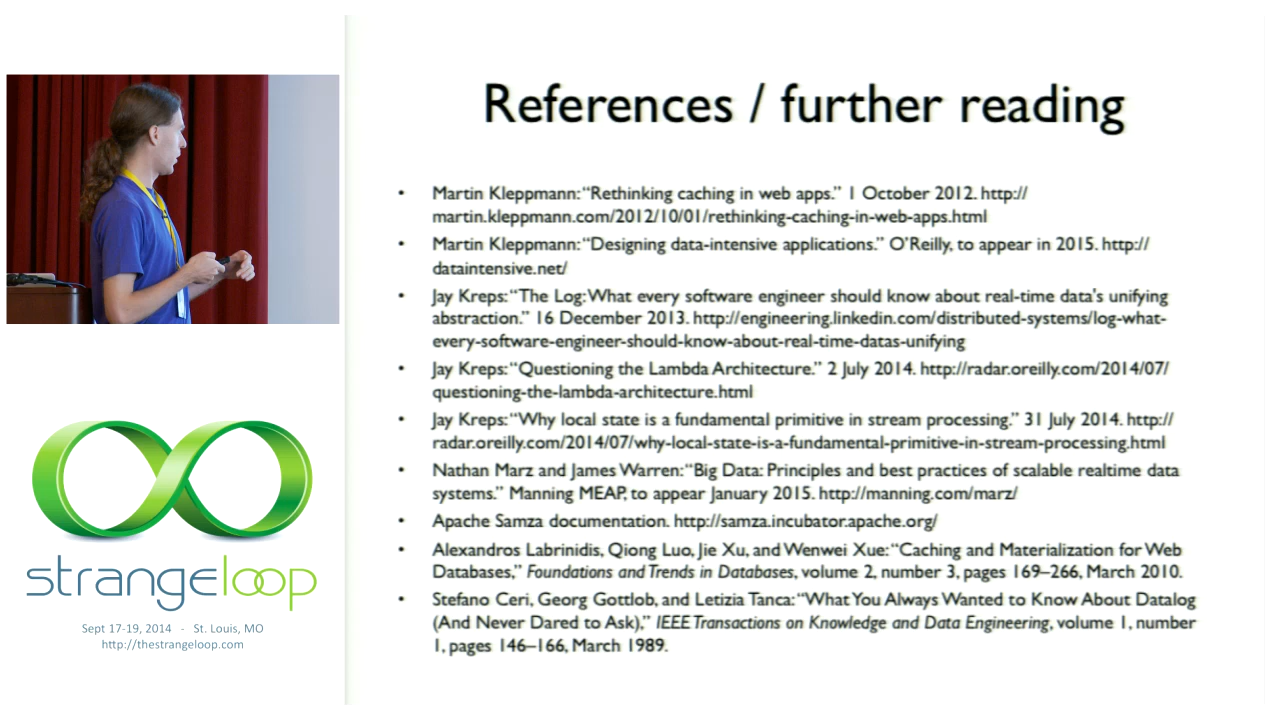 References / further reading
• Martin Kleppmann: “Rethinking caching in web apps.” 1 October 2012. http://
martin.kleppmann.com/2012/10/01/rethinking-caching-in-web-apps.html
• Martin Kleppmann: “Designing data-intensive applications.” O’Reilly, to appear in 2015. http://
dataintensive.net/
• Jay Kreps: “The Log: What every software engineer should know about real-time data's unifying
abstraction.” 16 December 2013. http://engineering.linkedin.com/distributed-systems/log-what-
every-software-engineer-should-know-about-real-time-datas-unifying
• Jay Kreps: “Questioning the Lambda Architecture.” 2 July 2014. http://radar.oreilly.com/2014/07/
questioning-the-lambda-architecture.html
• Jay Kreps: “Why local state is a fundamental primitive in stream processing.” 31 July 2014. http://
radar.oreilly.com/2014/07/why-local-state-is-a-fundamental-primitive-in-stream-processing.html
• Nathan Marz and James Warren: “Big Data: Principles and best practices of scalable realtime data
systems.” Manning MEAP, to appear January 2015. http://manning.com/marz/
• Apache Samza documentation. http://samza.incubator.apache.org/
• Alexandros Labrinidis, Qiong Luo, Jie Xu, and Wenwei Xue: “Caching and Materialization for Web
Databases,” Foundations and Trends in Databases, volume 2, number 3, pages 169–266, March 2010.
• Stefano Ceri, Georg Gottlob, and Letizia Tanca: “What You Always Wanted to Know About Datalog
(And Never Dared to Ask),” IEEE Transactions on Knowledge and Data Engineering, volume 1, number
1, pages 146–166, March 1989.
strangeloop
Sept 17-19, 2014 - St. Louis, MO
http://thestrangeloop.com